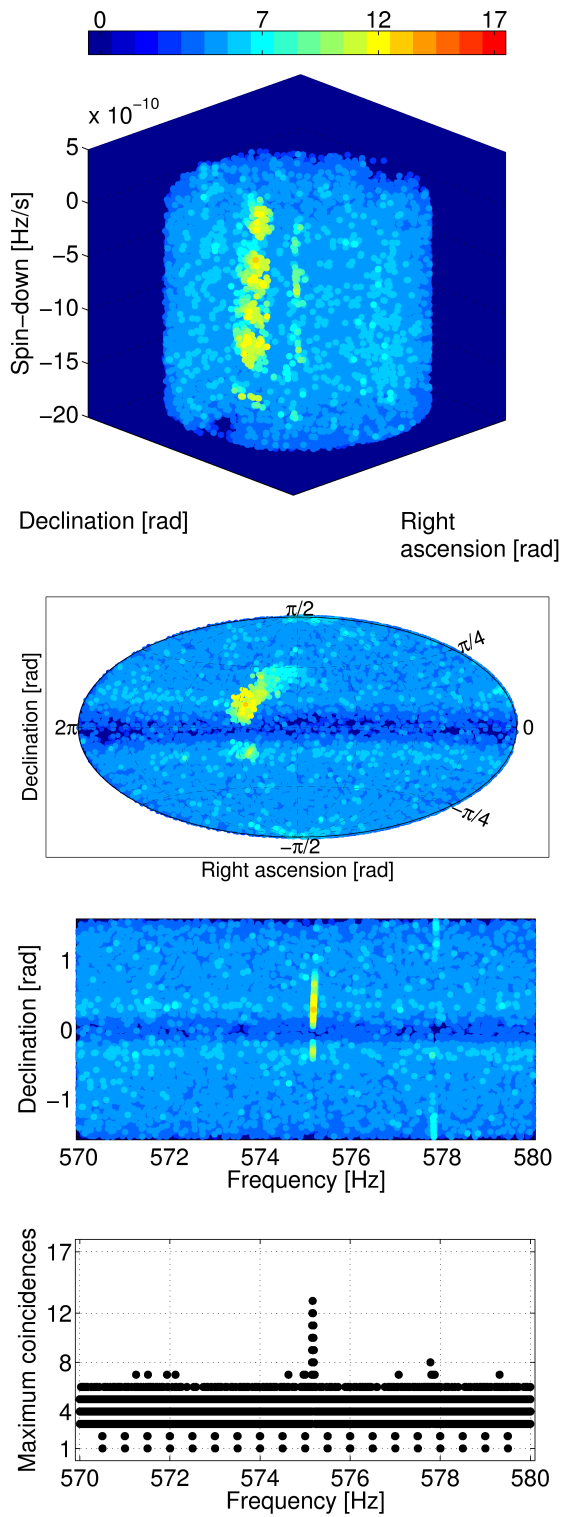 0 7 12 17
x 10−10
5
0
−5
−10
−15
−20
Spin−down [Hz/s]
Declination [rad]
Right
ascension [rad]
π/2
−π/4
2π
0
−π/4
−π/2
Declination [rad]
Right ascension [rad]
1
0
−1
Declination [rad]
570 572 574 576 578 580
Frequency [Hz]
17
12
8
4
1
Maximum coincidences
570 572 574 576 578 580
Frequency [Hz]